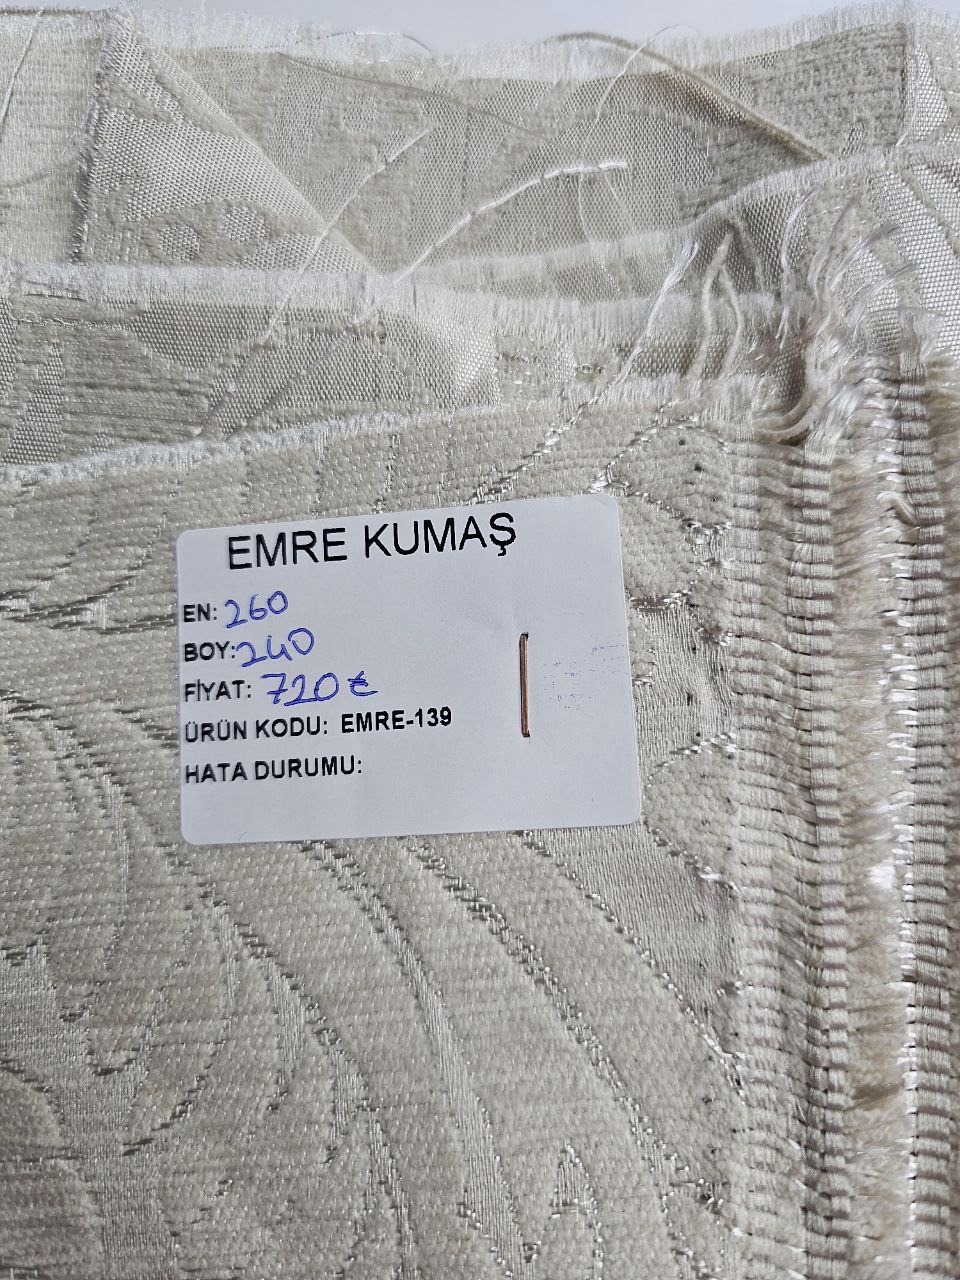 EMRE KUMAŞ
EN: 260
BOY: 240
FİYAT: 720₺
ÜRÜN KODU: EMRE-139
HATA DURUMU: